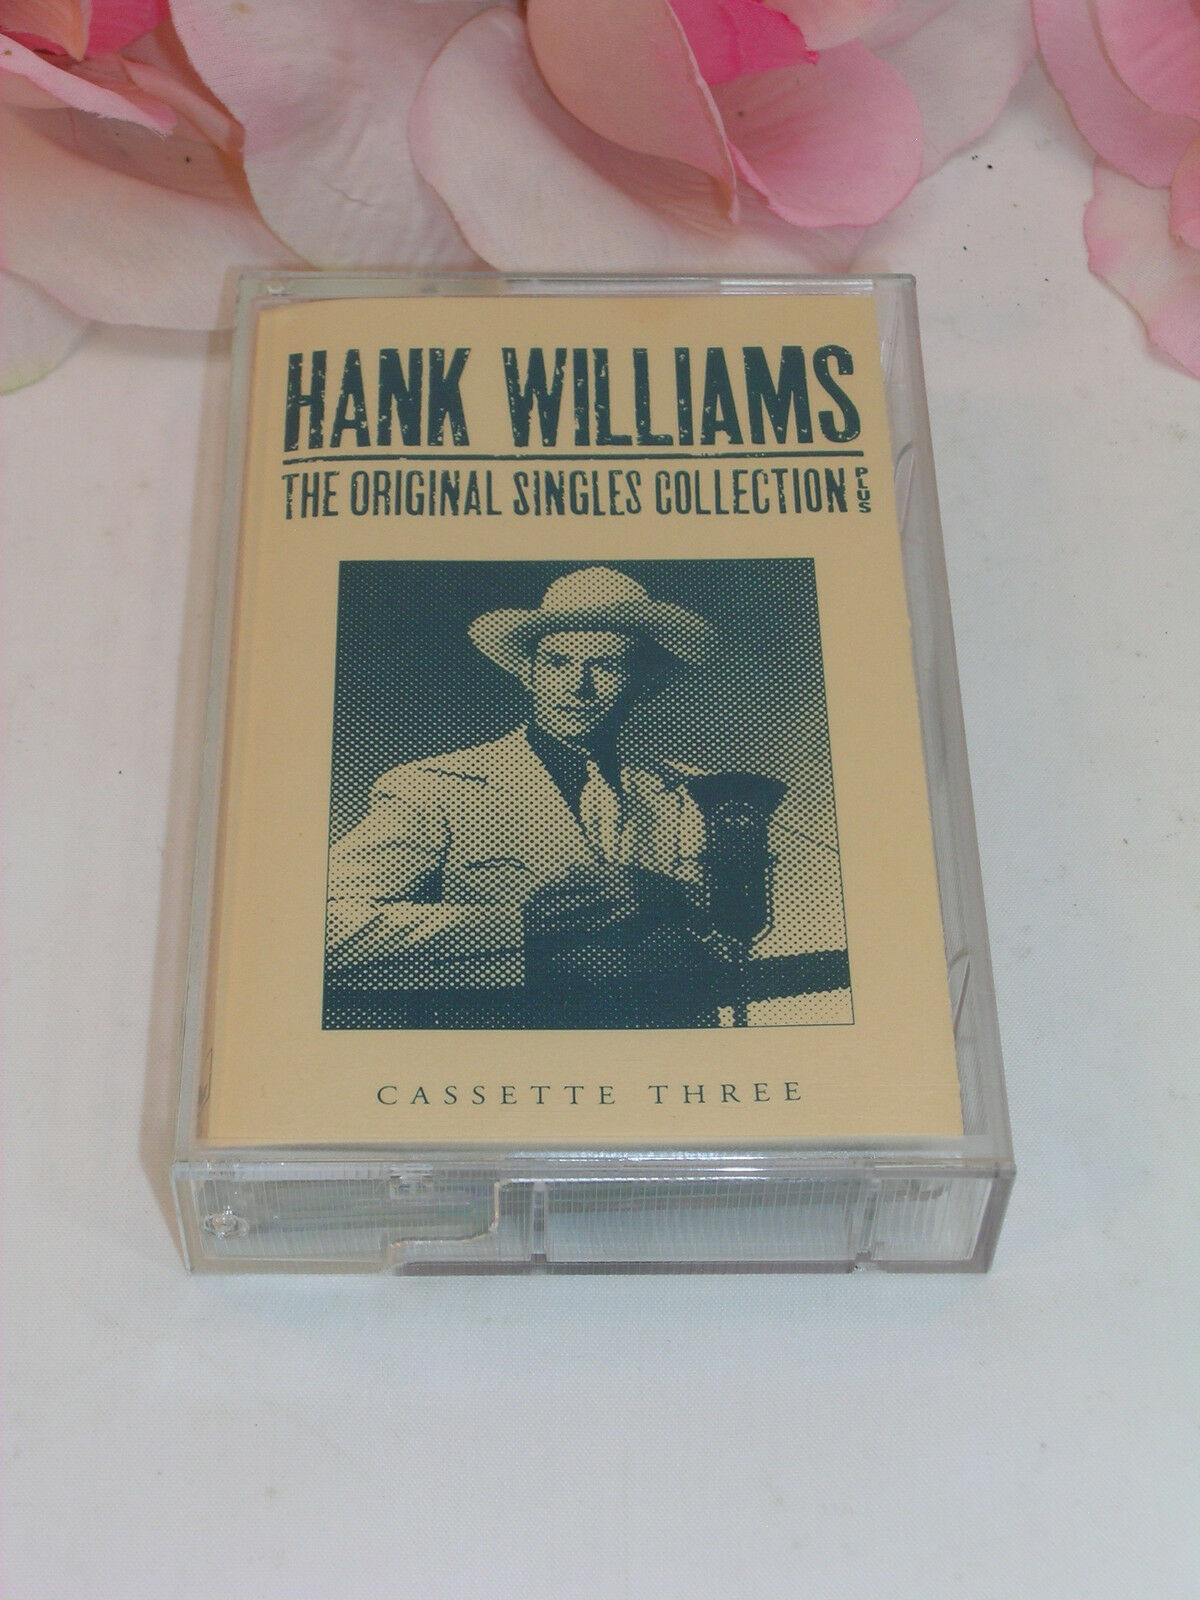 HANK WILLIAMS
THE ORIGINAL SINGLES COLLECTION PLUS
CASSETTE THREE